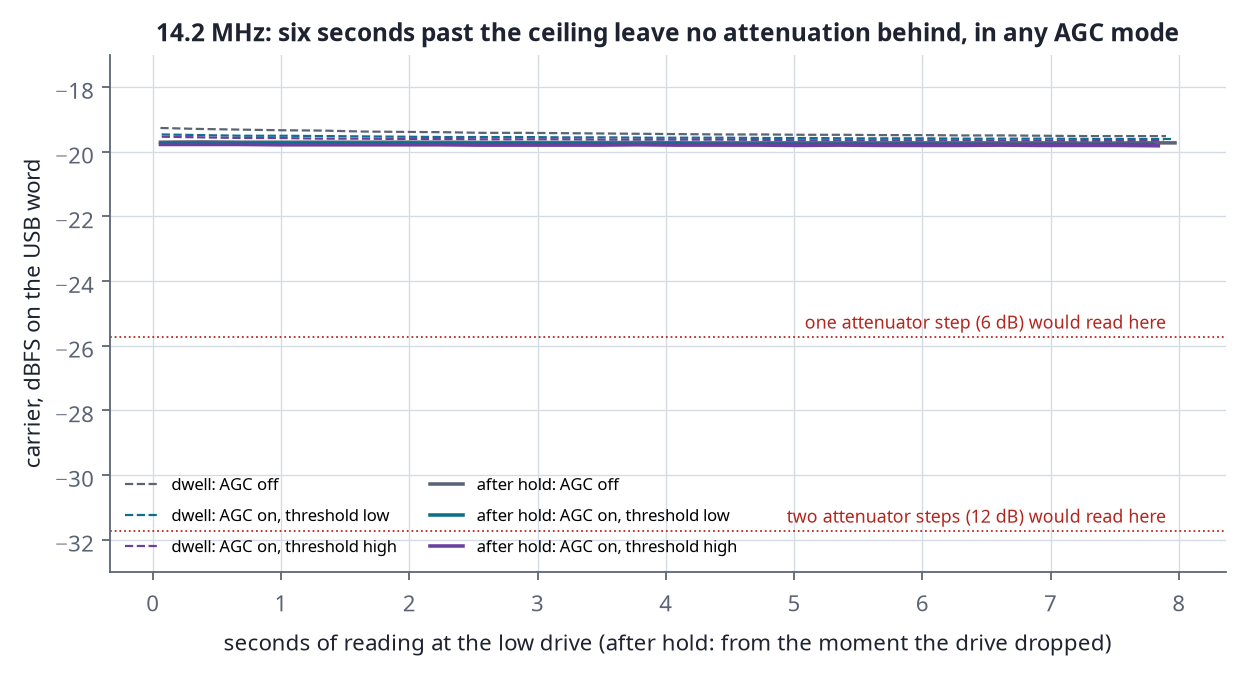 14.2 MHz: six seconds past the ceiling leave no attenuation behind, in any AGC mode
carrier, dBFS on the USB word
−18
−20
−22
−24
−26
−28
−30
−32
one attenuator step (6 dB) would read here
two attenuator steps (12 dB) would read here
dwell: AGC off
dwell: AGC on, threshold low
dwell: AGC on, threshold high
after hold: AGC off
after hold: AGC on, threshold low
after hold: AGC on, threshold high
0
1
2
3
4
5
6
7
8
seconds of reading at the low drive (after hold: from the moment the drive dropped)